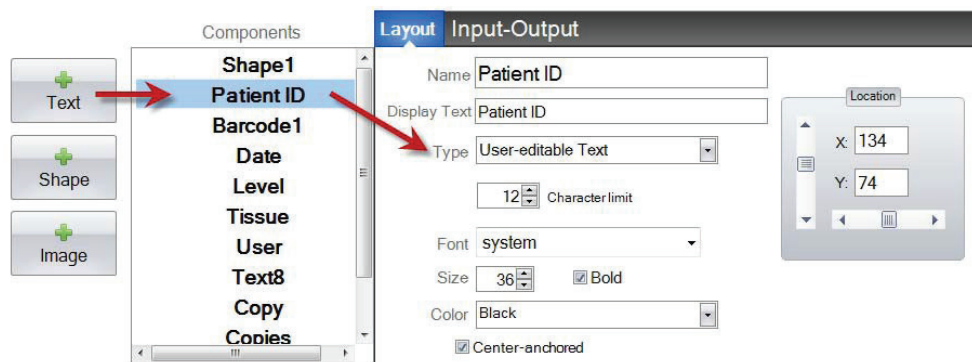 Components
Text
Shape
Image
Shape1
Patient ID
Barcode1
Date
Level
Tissue
User
Text8
Copy
Copies
Layout Input-Output
Name Patient ID
Display Text Patient ID
Type User-editable Text
12 Character limit
Font system
Size 36 Bold
Color Black
Center-anchored
Location
X: 134
Y: 74